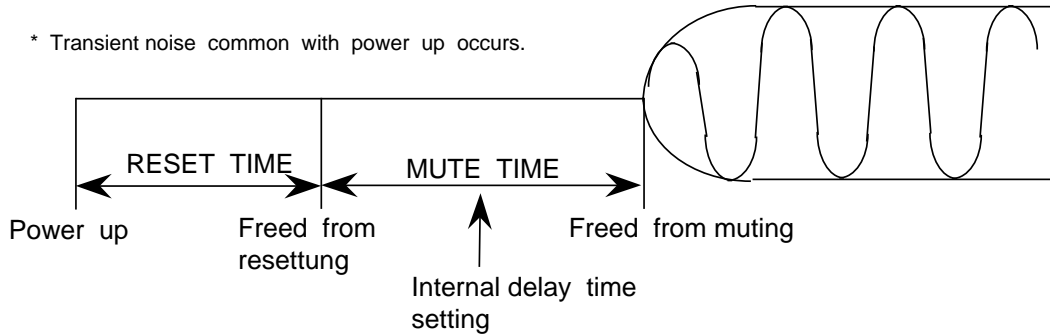 * Transient noise common with power up occurs.
RESET TIME
MUTE TIME
Power up
Freed from
resettung
Freed from muting
Internal delay time
setting